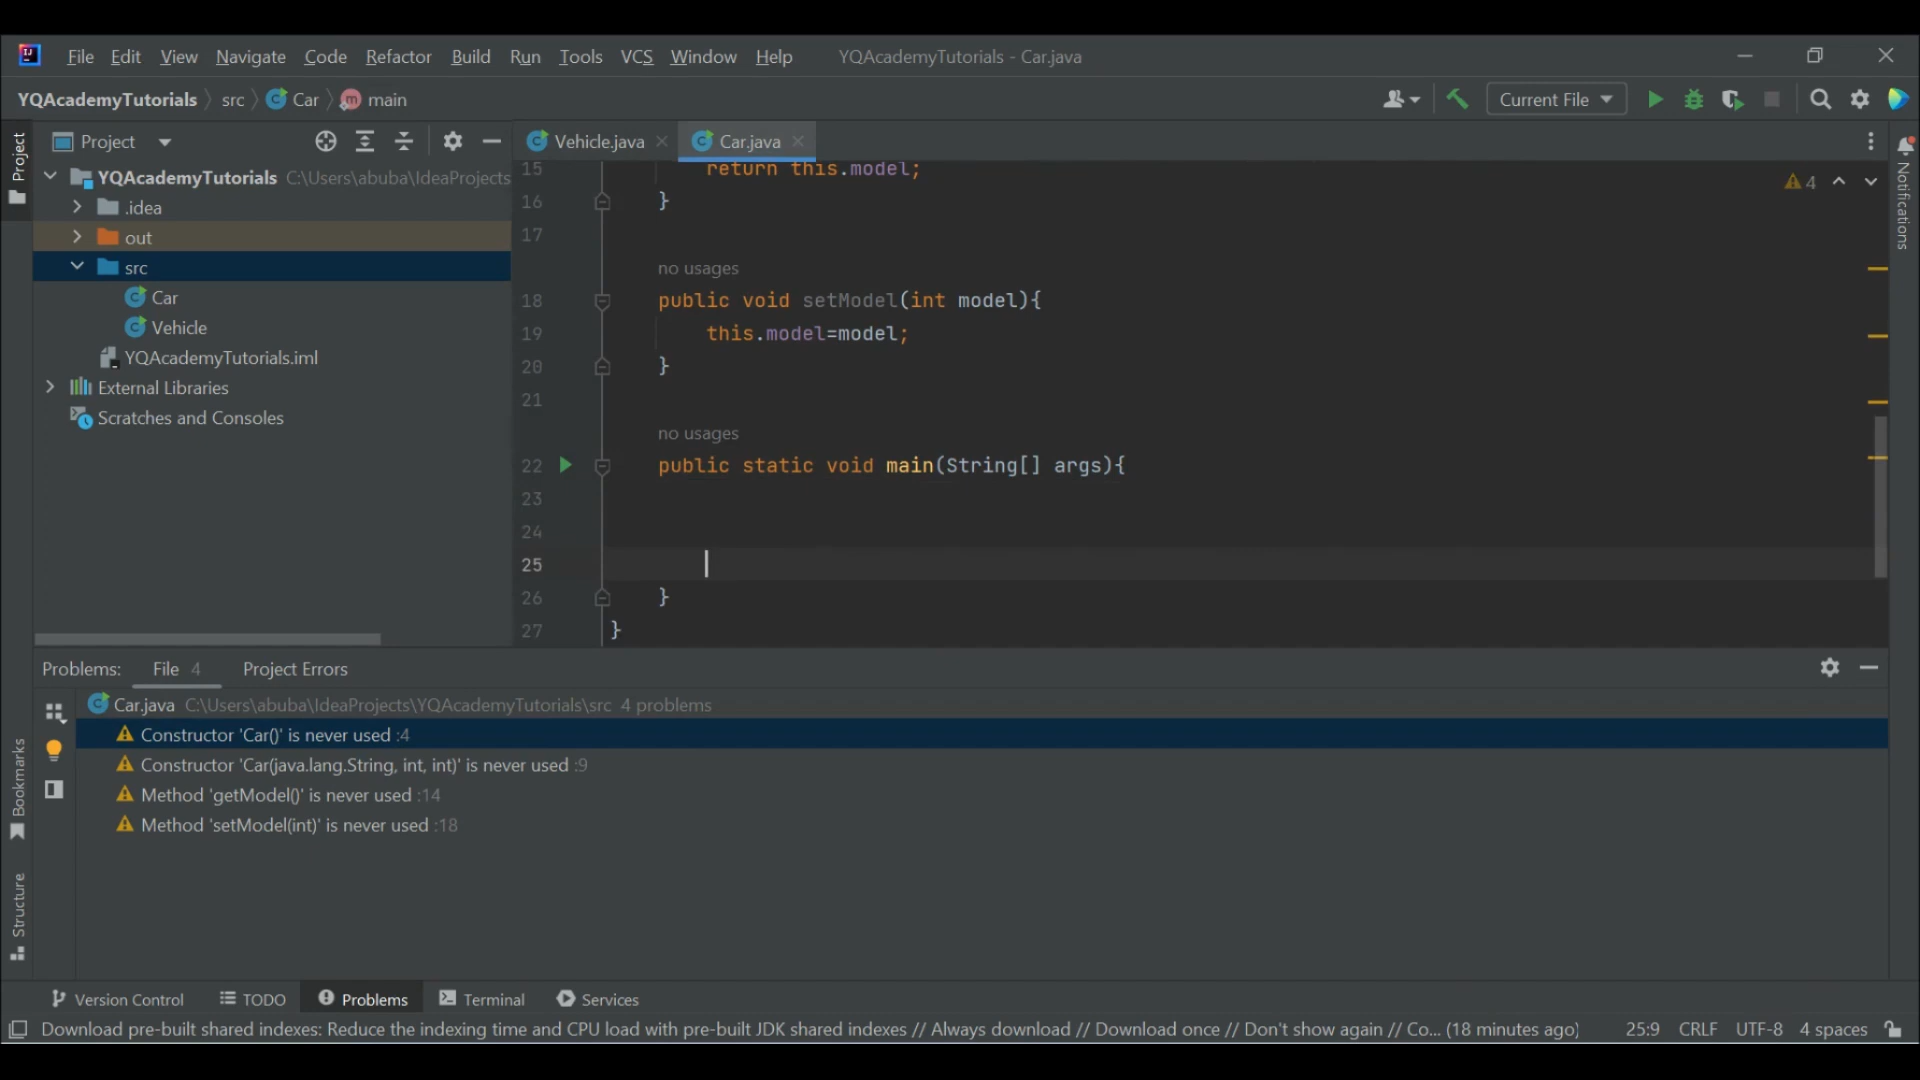 File Edit View Navigate Code Refactor Build Run Tools VCS Window Help YQAcademyTutorials - Car.java
YQAcademyTutorials src Car main Current File
Project Vehicle.java Car.java
YQAcademyTutorials C:\Users\abuba\IdeaProjects
.idea
out
src
Car
Vehicle
YQAcademyTutorials.iml
External Libraries
Scratches and Consoles
15 return this.model;
16 }
17
no usages
18 public void setModel(int model){
19 this.model=model;
20 }
21
no usages
22 public static void main(String[] args){
23
24
25
26 }
27 }
4
Project
Bookmarks
Structure
Notifications
Problems: File 4 Project Errors
Car.java C:\Users\abuba\IdeaProjects\YQAcademyTutorials\src 4 problems
Constructor 'Car()' is never used :4
Constructor 'Car(java.lang.String, int, int)' is never used :9
Method 'getModel()' is never used :14
Method 'setModel(int)' is never used :18
Version Control TODO Problems Terminal Services
Download pre-built shared indexes: Reduce the indexing time and CPU load with pre-built JDK shared indexes // Always download // Download once // Don't show again // Co... (18 minutes ago) 25:9 CRLF UTF-8 4 spaces